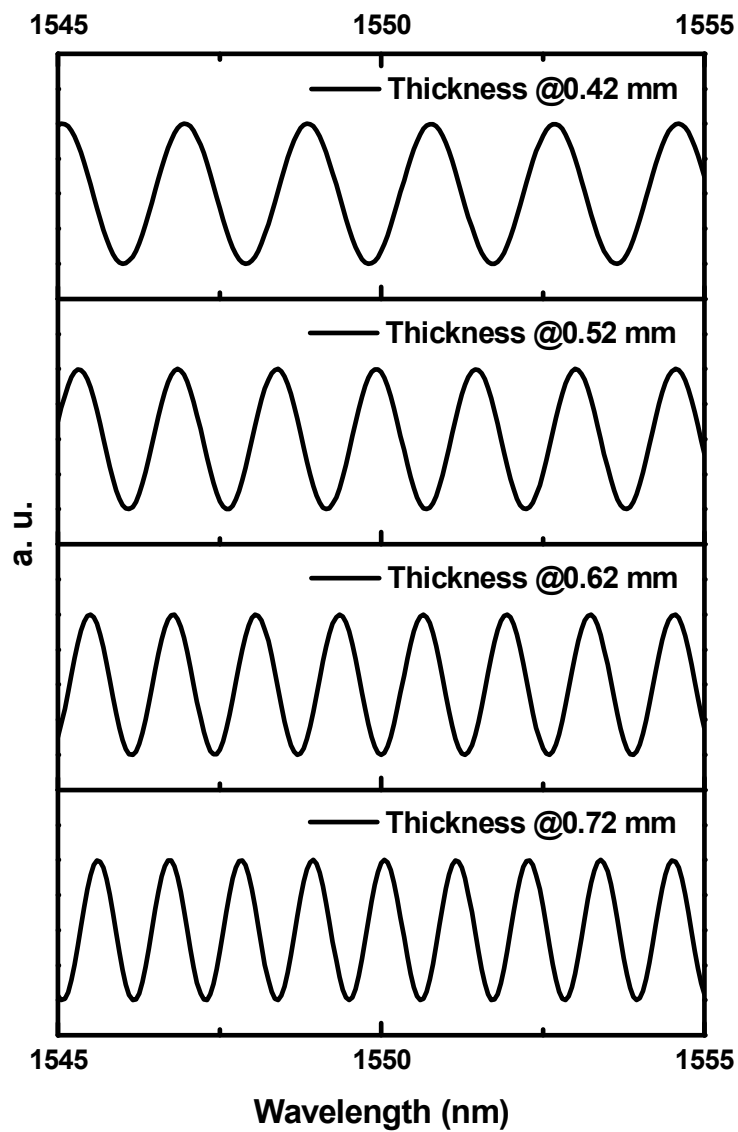 1545 1550 1555
Thickness @0.42 mm
Thickness @0.52 mm
a. u.
Thickness @0.62 mm
Thickness @0.72 mm
1545 1550 1555
Wavelength (nm)